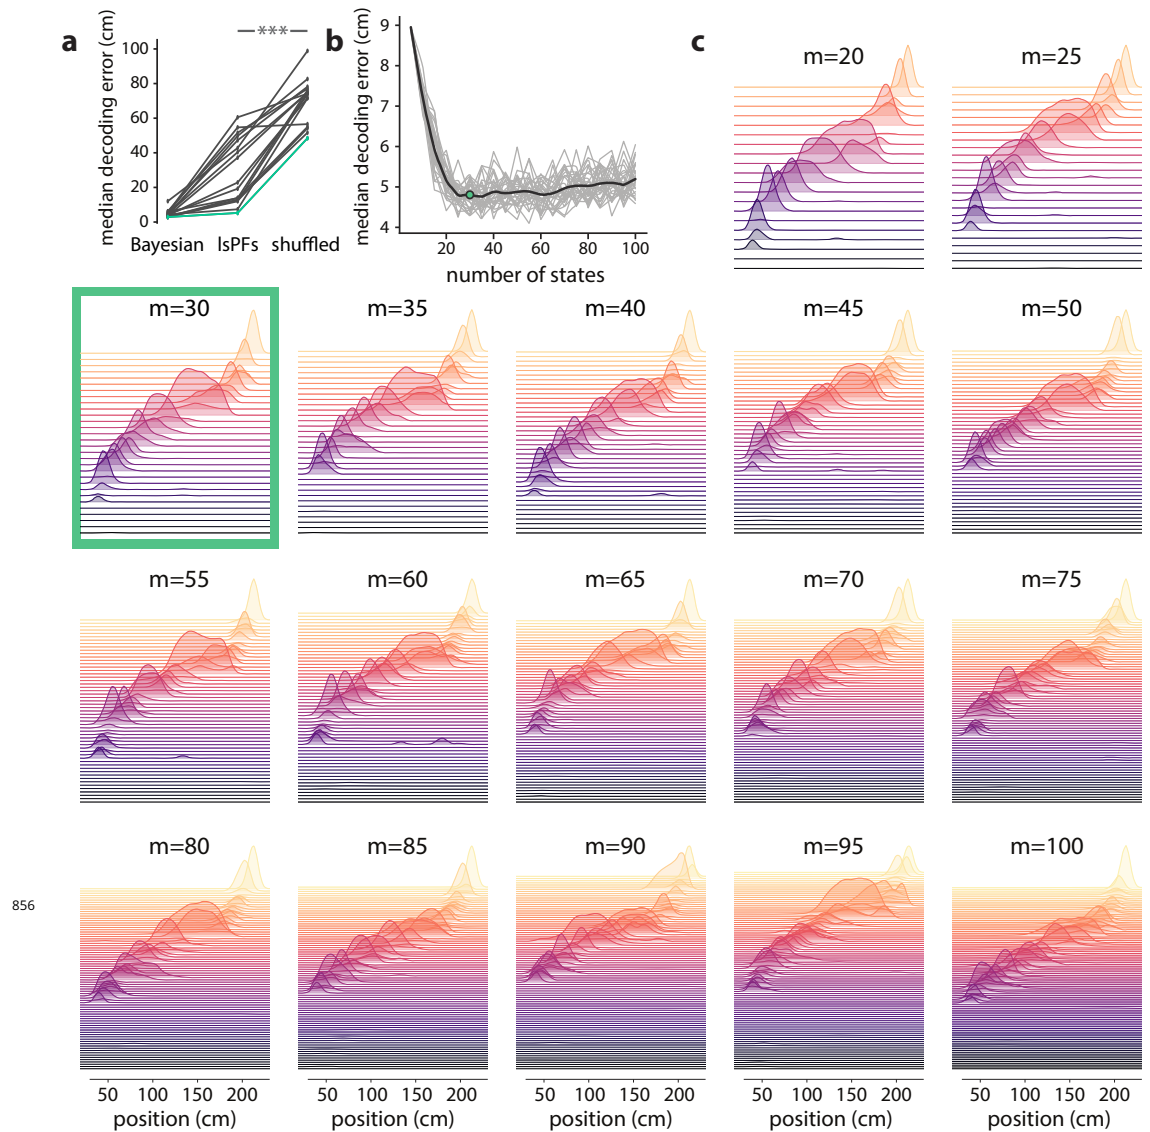 a
median decoding error (cm)
100
80
60
40
20
0
Bayesian lsPFs shuffled
***
b
median decoding error (cm)
9
8
7
6
5
4
20 40 60 80 100
number of states
c
m=20 m=25
m=30 m=35 m=40 m=45 m=50
m=55 m=60 m=65 m=70 m=75
m=80 m=85 m=90 m=95 m=100
856
50 100 150 200 50 100 150 200 50 100 150 200 50 100 150 200 50 100 150 200
position (cm) position (cm) position (cm) position (cm) position (cm)